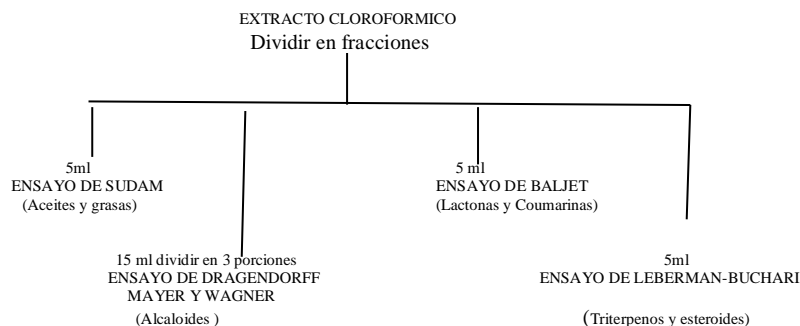 EXTRACTO CLOROFORMICO
Dividir en fracciones
5ml
ENSAYO DE SUDAM
(Aceites y grasas)
5 ml
ENSAYO DE BALJET
(Lactonas y Coumarinas)
15 ml dividir en 3 porciones
ENSAYO DE DRAGENDORFF
MAYER Y WAGNER
(Alcaloides )
5ml
ENSAYO DE LEBERMAN-BUCHARI
(Triterpenos y esteroides)